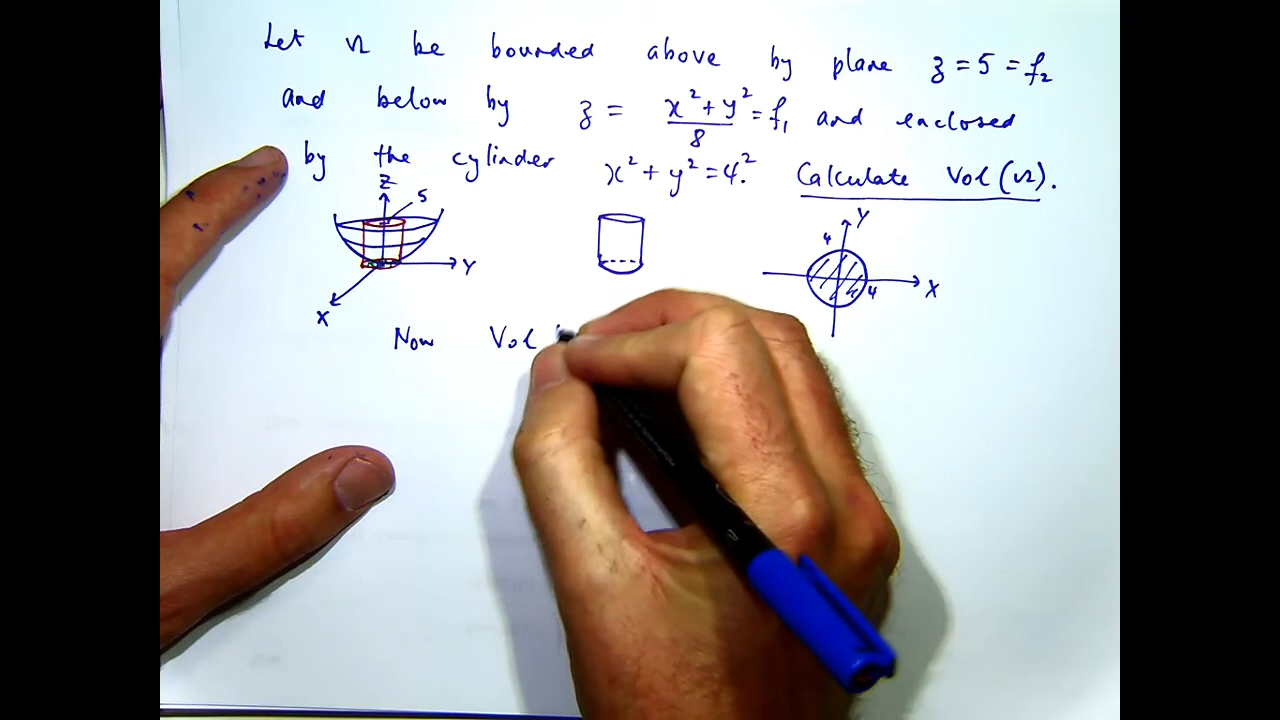 Let Ω be bounded above by plane z = 5 = f₂
and below by z = (x² + y²)/8 = f₁ and enclosed
by the cylinder x² + y² = 4². Calculate Vol(Ω).
Z
5
Y
X
Y
4
4
X
Now Vol